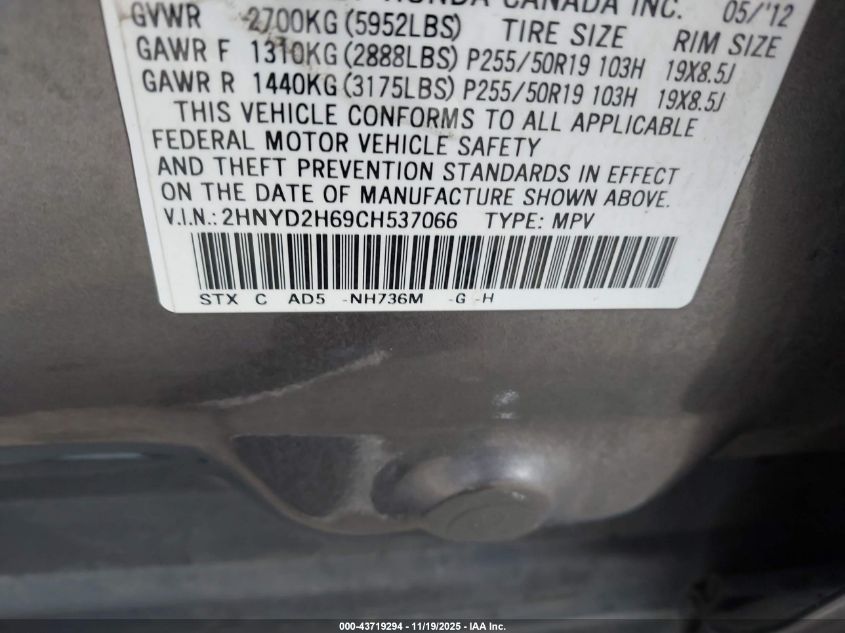 HONDA CANADA INC. 05/'12
GVWR 2700KG (5952LBS) TIRE SIZE RIM SIZE
GAWR F 1310KG (2888LBS) P255/50R19 103H 19X8.5J
GAWR R 1440KG (3175LBS) P255/50R19 103H 19X8.5J
THIS VEHICLE CONFORMS TO ALL APPLICABLE
FEDERAL MOTOR VEHICLE SAFETY
AND THEFT PREVENTION STANDARDS IN EFFECT
ON THE DATE OF MANUFACTURE SHOWN ABOVE.
V.I.N.: 2HNYD2H69CH537066 TYPE: MPV
STX C AD5 -NH736M -G -H
000-43719294 - 11/19/2025 - IAA Inc.